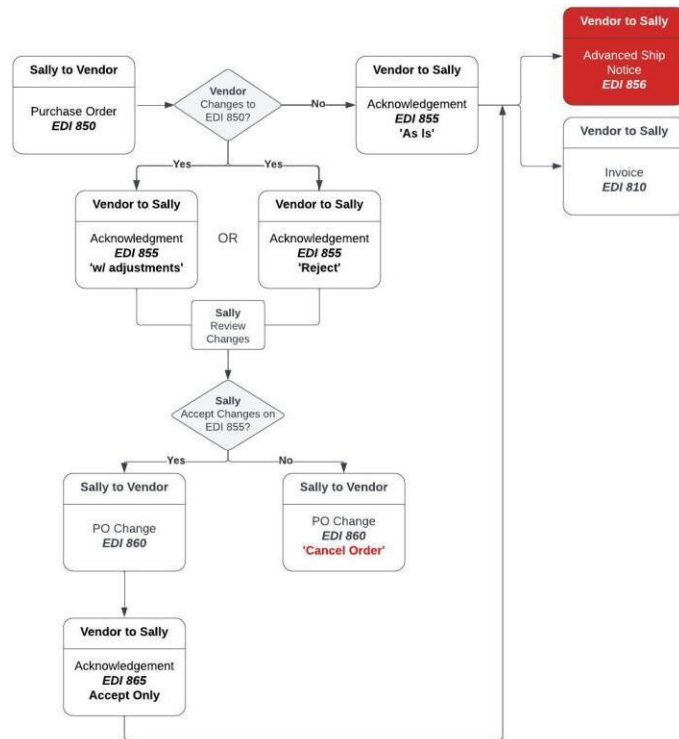 Vendor to Sally
Advanced Ship
Notice
EDI 856
Sally to Vendor
Purchase Order
EDI 850
Vendor
Changes to
EDI 850?
No
Vendor to Sally
Acknowledgement
EDI 855
'As Is'
Vendor to Sally
Invoice
EDI 810
Yes
Yes
Vendor to Sally
Acknowledgment
EDI 855
'w/ adjustments'
OR
Vendor to Sally
Acknowledgement
EDI 855
'Reject'
Sally
Review
Changes
Sally
Accept Changes on
EDI 855?
Yes
No
Sally to Vendor
PO Change
EDI 860
Sally to Vendor
PO Change
EDI 860
'Cancel Order'
Vendor to Sally
Acknowledgement
EDI 865
Accept Only